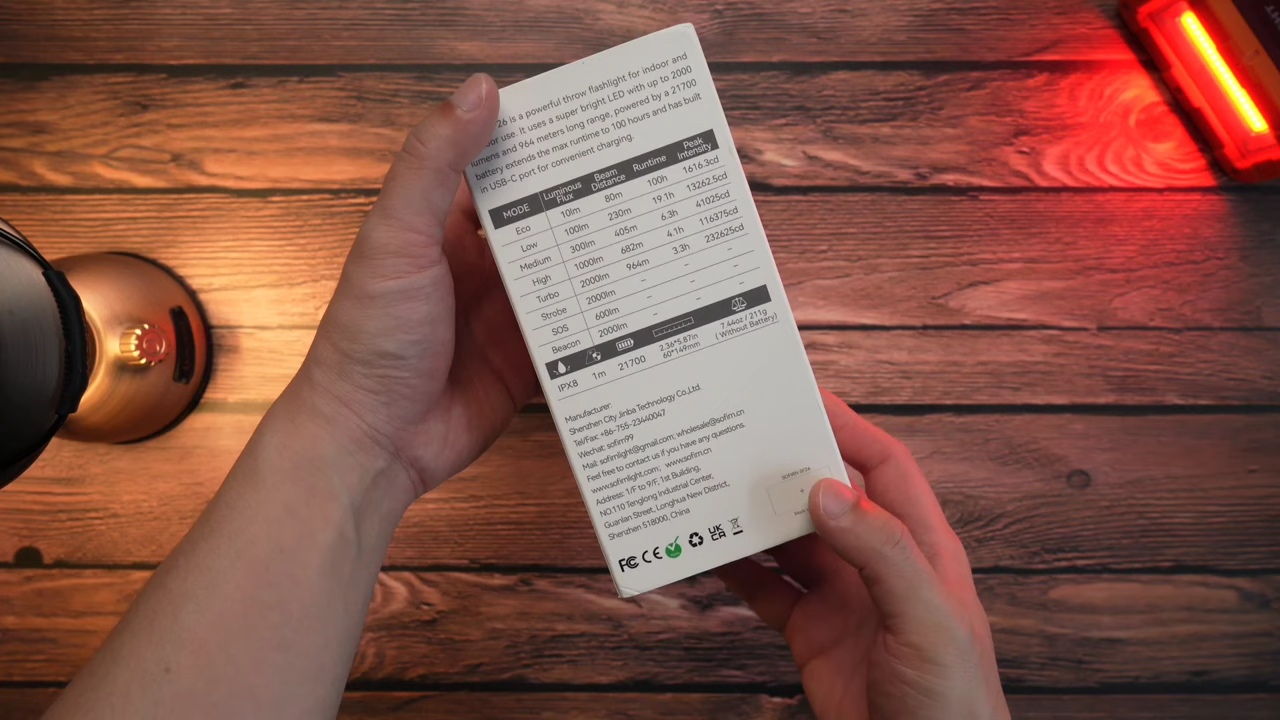 26 is a powerful throw flashlight for indoor and
use. It uses a super bright LED with up to 2000
lumens and 964 meters long range, powered by a 21700
battery extends the max runtime to 100 hours and has built
in USB-C port for convenient charging.
MODE Luminous Flux Beam Distance Runtime Peak Intensity
Eco 10lm 80m 100h 1616.3cd
Low 100lm 230m 19.1h 13262.5cd
Medium 300lm 405m 6.3h 41025cd
High 1000lm 682m 4.1h 116375cd
Turbo 2000lm 964m 3.3h 232625cd
Strobe 2000lm – – –
SOS 600lm – – –
Beacon 2000lm – – –
IPX8 1m 21700 2.36*5.87in 60*149mm 7.44oz / 211g ( Without Battery)
Manufacturer:
Shenzhen City Jinba Technology Co.,Ltd.
Tel/Fax: +86-755-23440047
Wechat: sofirn99
Mail: sofirnlight@gmail.com; wholesale@sofirn.cn
Feel free to contact us if you have any questions.
www.sofirnlight.com; www.sofirn.cn
Address: 1/F to 9/F, 1st Building,
NO.110 Tenglong Industrial Center,
Guanlan Street, Longhua New District,
Shenzhen 518000, China
FC CE UK CA